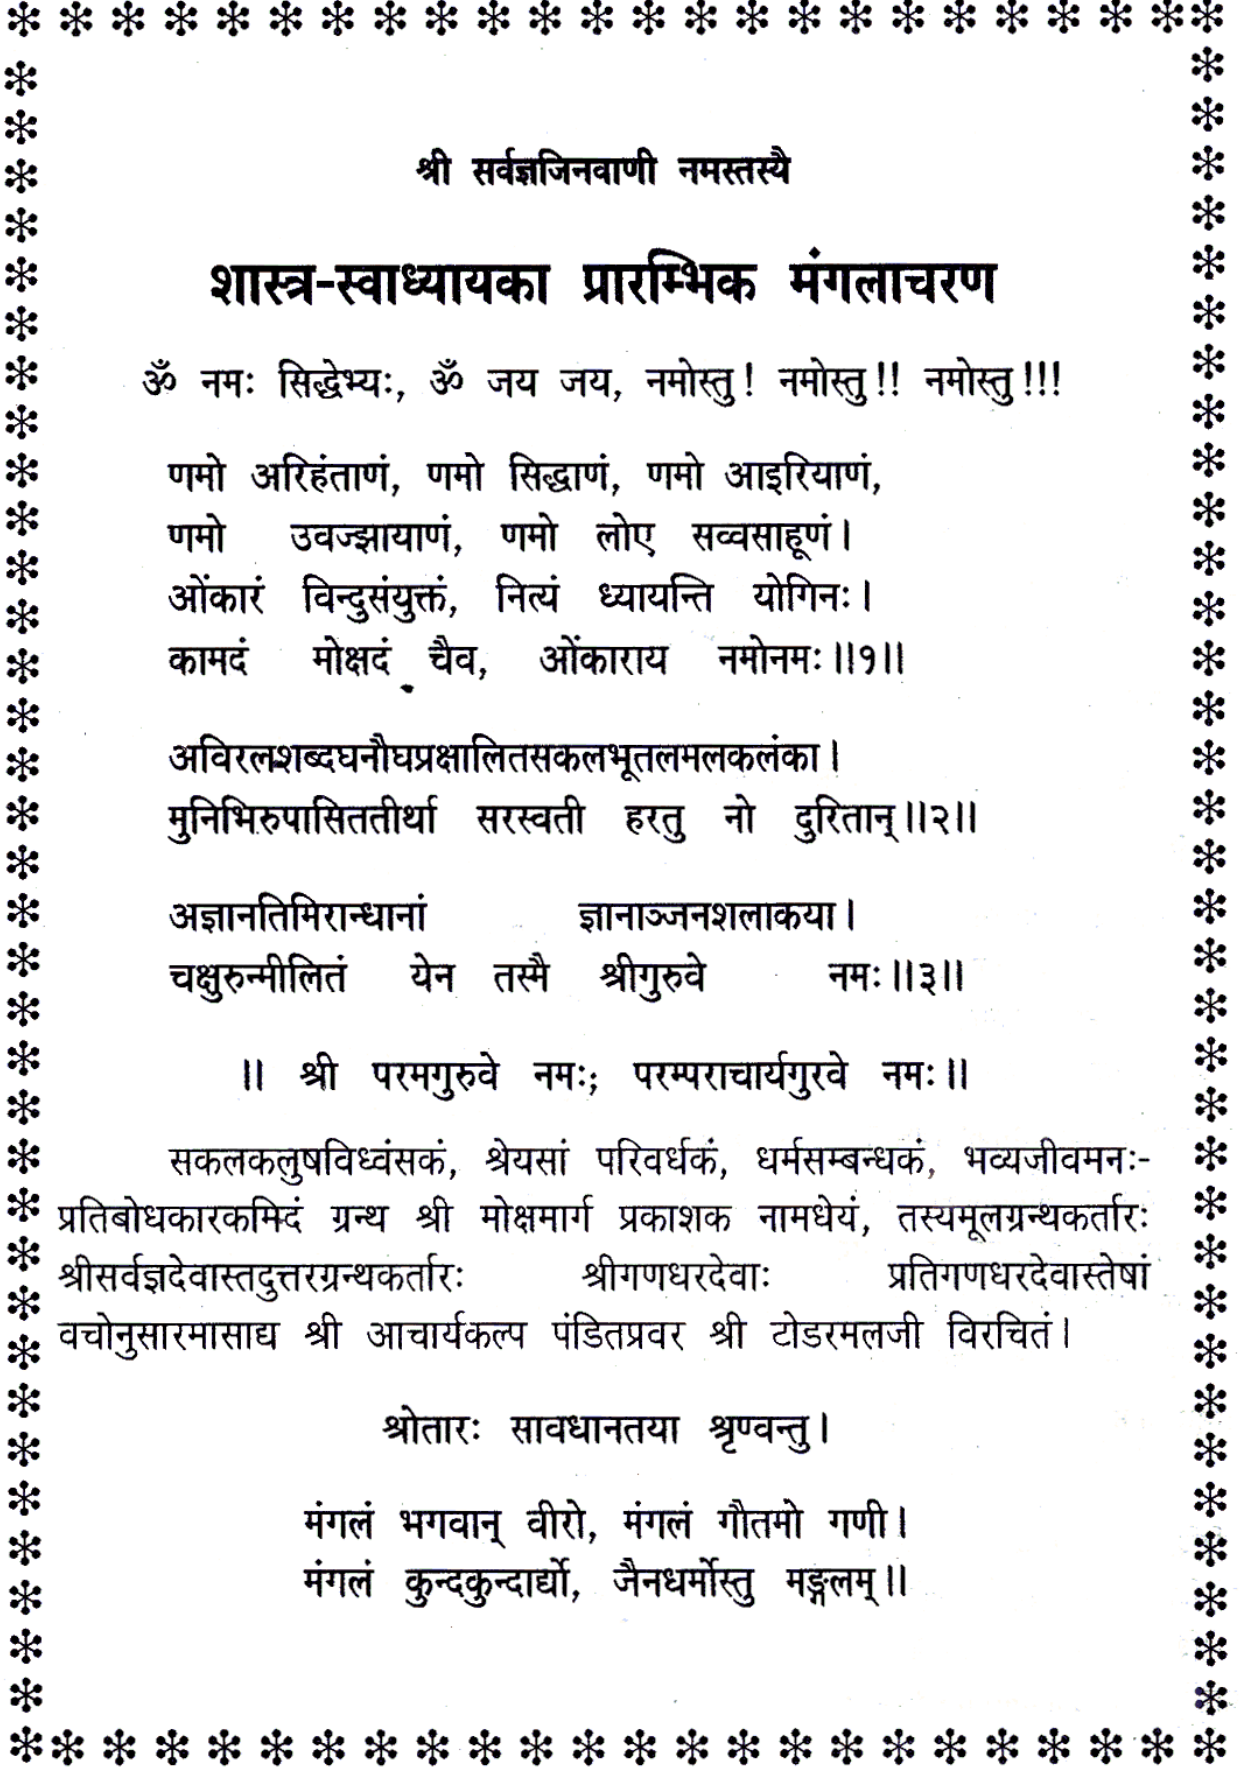 श्री सर्वज्ञजिनवाणी नमस्तस्यै
शास्त्र-स्वाध्यायका प्रारम्भिक मंगलाचरण
ॐ नमः सिद्धेभ्यः, ॐ जय जय, नमोस्तु! नमोस्तु!! नमोस्तु!!!
णमो अरिहंताणं, णमो सिद्धाणं, णमो आइरियाणं,
णमो उवज्झायाणं, णमो लोए सव्वसाहूणं।
ओंकारं विन्दुसंयुक्तं, नित्यं ध्यायन्ति योगिनः।
कामदं मोक्षदं चैव, ओंकाराय नमोनमः।।१।।
अविरलशब्दघनौघप्रक्षालितसकलभूतलमलकलंका।
मुनिभिरुपासिततीर्था सरस्वती हरतु नो दुरितान्।।२।।
अज्ञानतिमिरान्धानां ज्ञानाञ्जनशलाकया।
चक्षुरुन्मीलितं येन तस्मै श्रीगुरुवे नमः।।३।।
।। श्री परमगुरुवे नमः; परम्पराचार्यगुरवे नमः।।
सकलकलुषविध्वंसकं, श्रेयसां परिवर्धकं, धर्मसम्बन्धकं, भव्यजीवमनः-
प्रतिबोधकारकमिदं ग्रन्थ श्री मोक्षमार्ग प्रकाशक नामधेयं, तस्यमूलग्रन्थकर्तारः
श्रीसर्वज्ञदेवास्तदुत्तरग्रन्थकर्तारः श्रीगणधरदेवाः प्रतिगणधरदेवास्तेषां
वचोनुसारमासाद्य श्री आचार्यकल्प पंडितप्रवर श्री टोडरमलजी विरचितं।
श्रोतारः सावधानतया श्रृण्वन्तु।
मंगलं भगवान् वीरो, मंगलं गौतमो गणी।
मंगलं कुन्दकुन्दार्द्यो, जैनधर्मोस्तु मङ्गलम्।।